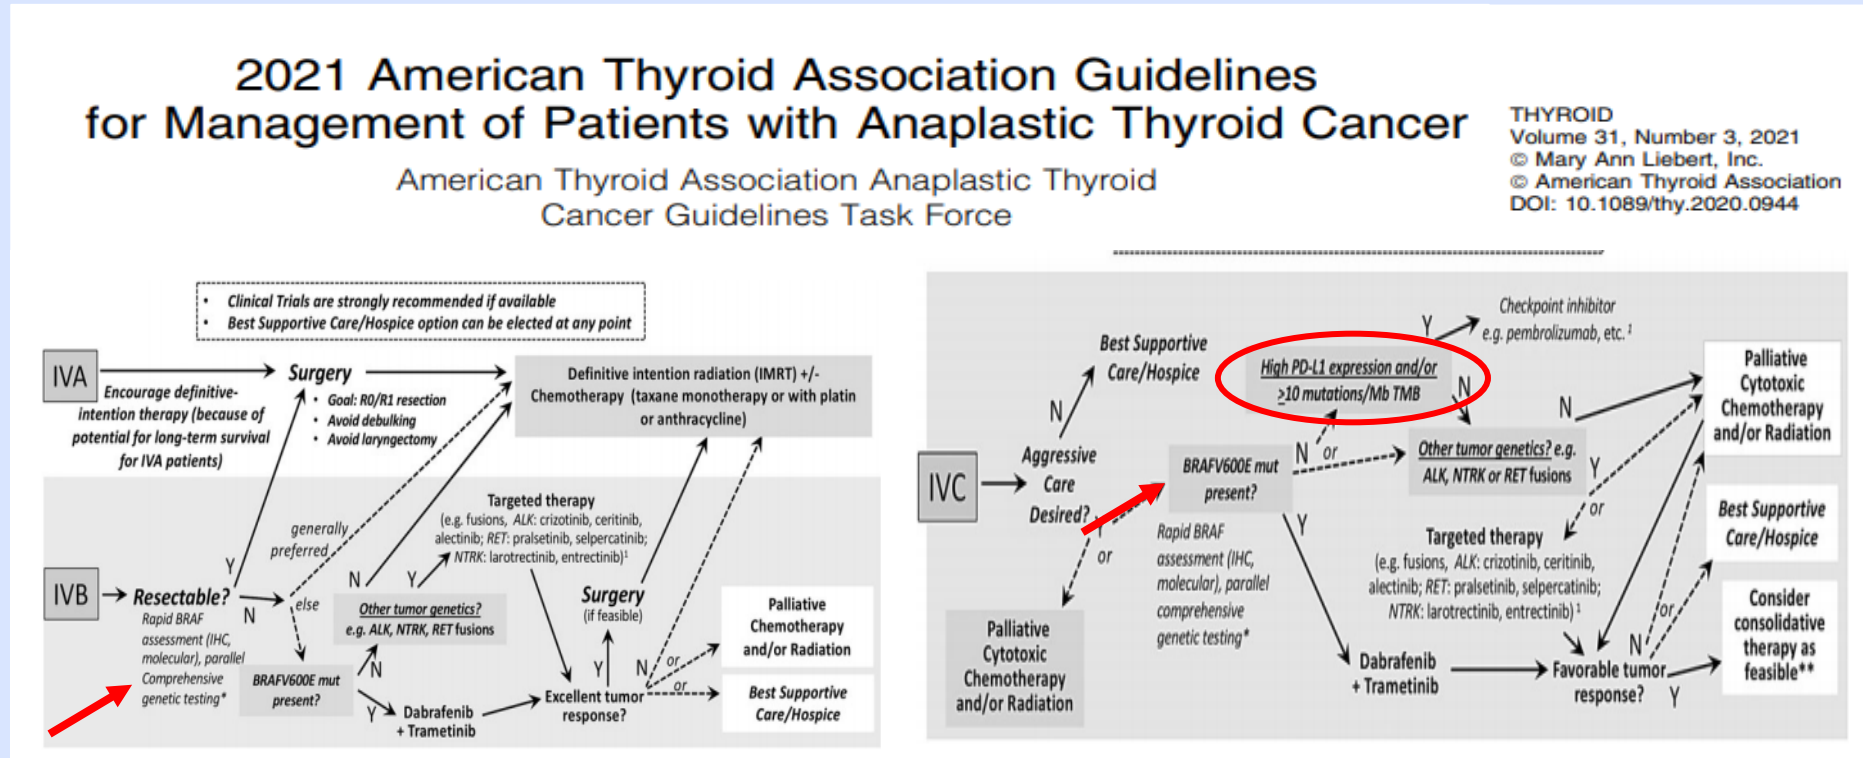 2021 American Thyroid Association Guidelines
for Management of Patients with Anaplastic Thyroid Cancer
American Thyroid Association Anaplastic Thyroid
Cancer Guidelines Task Force
THYROID
Volume 31, Number 3, 2021
© Mary Ann Liebert, Inc.
© American Thyroid Association
DOI: 10.1089/thy.2020.0944
• Clinical Trials are strongly recommended if available
• Best Supportive Care/Hospice option can be elected at any point
IVA
Encourage definitive-
intention therapy (because of
potential for long-term survival
for IVA patients)
Surgery
• Goal: R0/R1 resection
• Avoid debulking
• Avoid laryngectomy
Definitive intention radiation (IMRT) +/-
Chemotherapy (taxane monotherapy or with platin
or anthracycline)
IVB
Resectable?
Rapid BRAF
assessment (IHC,
molecular), parallel
Comprehensive
genetic testing*
Y
N
generally
preferred
else
BRAFV600E mut
present?
N
Y
Other tumor genetics?
e.g. ALK, NTRK, RET fusions
N
Y
Targeted therapy
(e.g. fusions, ALK: crizotinib, ceritinib,
alectinib; RET: pralsetinib, selpercatinib;
NTRK: larotrectinib, entrectinib)¹
Dabrafenib
+ Trametinib
Excellent tumor
response?
Y
N
or
or
Surgery
(if feasible)
Palliative
Chemotherapy
and/or Radiation
Best Supportive
Care/Hospice
IVC
Aggressive
Care
Desired?
N
Best Supportive
Care/Hospice
Y
or
Palliative
Cytotoxic
Chemotherapy
and/or Radiation
BRAFV600E mut
present?
Rapid BRAF
assessment (IHC,
molecular), parallel
comprehensive
genetic testing*
N
or
Y
High PD-L1 expression and/or
≥10 mutations/Mb TMB
Y
N
Checkpoint inhibitor
e.g. pembrolizumab, etc. ¹
Other tumor genetics? e.g.
ALK, NTRK or RET fusions
N
Y
or
Targeted therapy
(e.g. fusions, ALK: crizotinib, ceritinib,
alectinib; RET: pralsetinib, selpercatinib;
NTRK: larotrectinib, entrectinib) ¹
Dabrafenib
+ Trametinib
Favorable tumor
response?
N
or
Y
Palliative
Cytotoxic
Chemotherapy
and/or Radiation
Best Supportive
Care/Hospice
Consider
consolidative
therapy as
feasible**